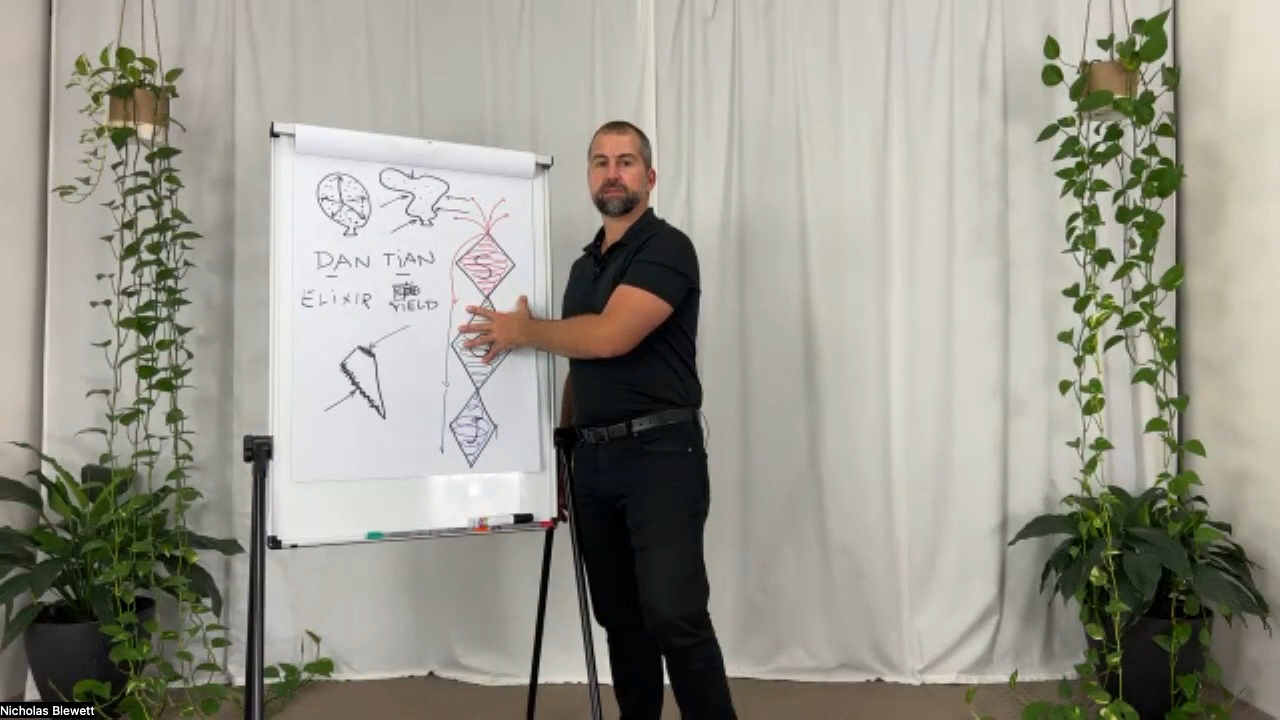 DAN TiAN
ELiXiR
YiELD
S
J
Nicholas Blewett